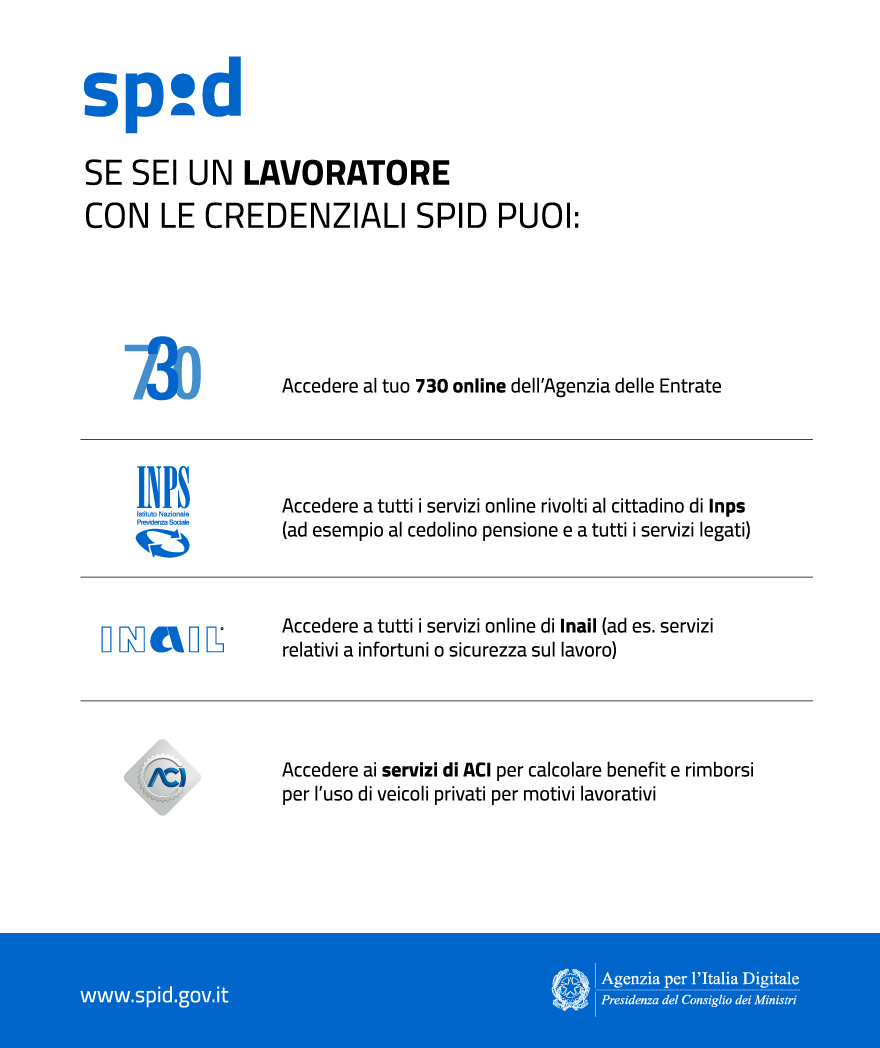 spid
SE SEI UN LAVORATORE
CON LE CREDENZIALI SPID PUOI:
730
Accedere al tuo 730 online dell’Agenzia delle Entrate
INPS
Istituto Nazionale
Previdenza Sociale
Accedere a tutti i servizi online rivolti al cittadino di Inps
(ad esempio al cedolino pensione e a tutti i servizi legati)
INAIL
Accedere a tutti i servizi online di Inail (ad es. servizi
relativi a infortuni o sicurezza sul lavoro)
ACI
Accedere ai servizi di ACI per calcolare benefit e rimborsi
per l’uso di veicoli privati per motivi lavorativi
www.spid.gov.it
Agenzia per l’Italia Digitale
Presidenza del Consiglio dei Ministri